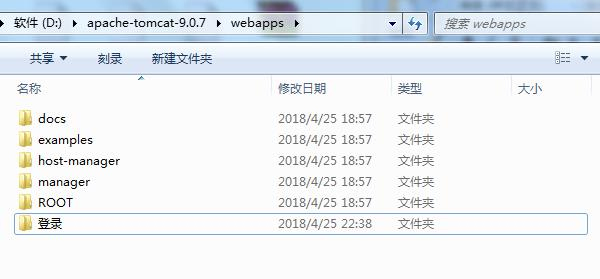 软件 (D:) ▸ apache-tomcat-9.0.7 ▸ webapps ▸ 搜索 webapps
共享 刻录 新建文件夹
名称 修改日期 类型 大小
docs 2018/4/25 18:57 文件夹
examples 2018/4/25 18:57 文件夹
host-manager 2018/4/25 18:57 文件夹
manager 2018/4/25 18:57 文件夹
ROOT 2018/4/25 18:57 文件夹
登录 2018/4/25 22:38 文件夹